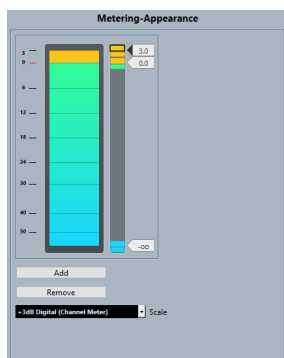 Metering-Appearance
3
0
6
12
18
24
30
40
50
3.0
0.0
-oo
Add
Remove
+3dB Digital (Channel Meter)
Scale